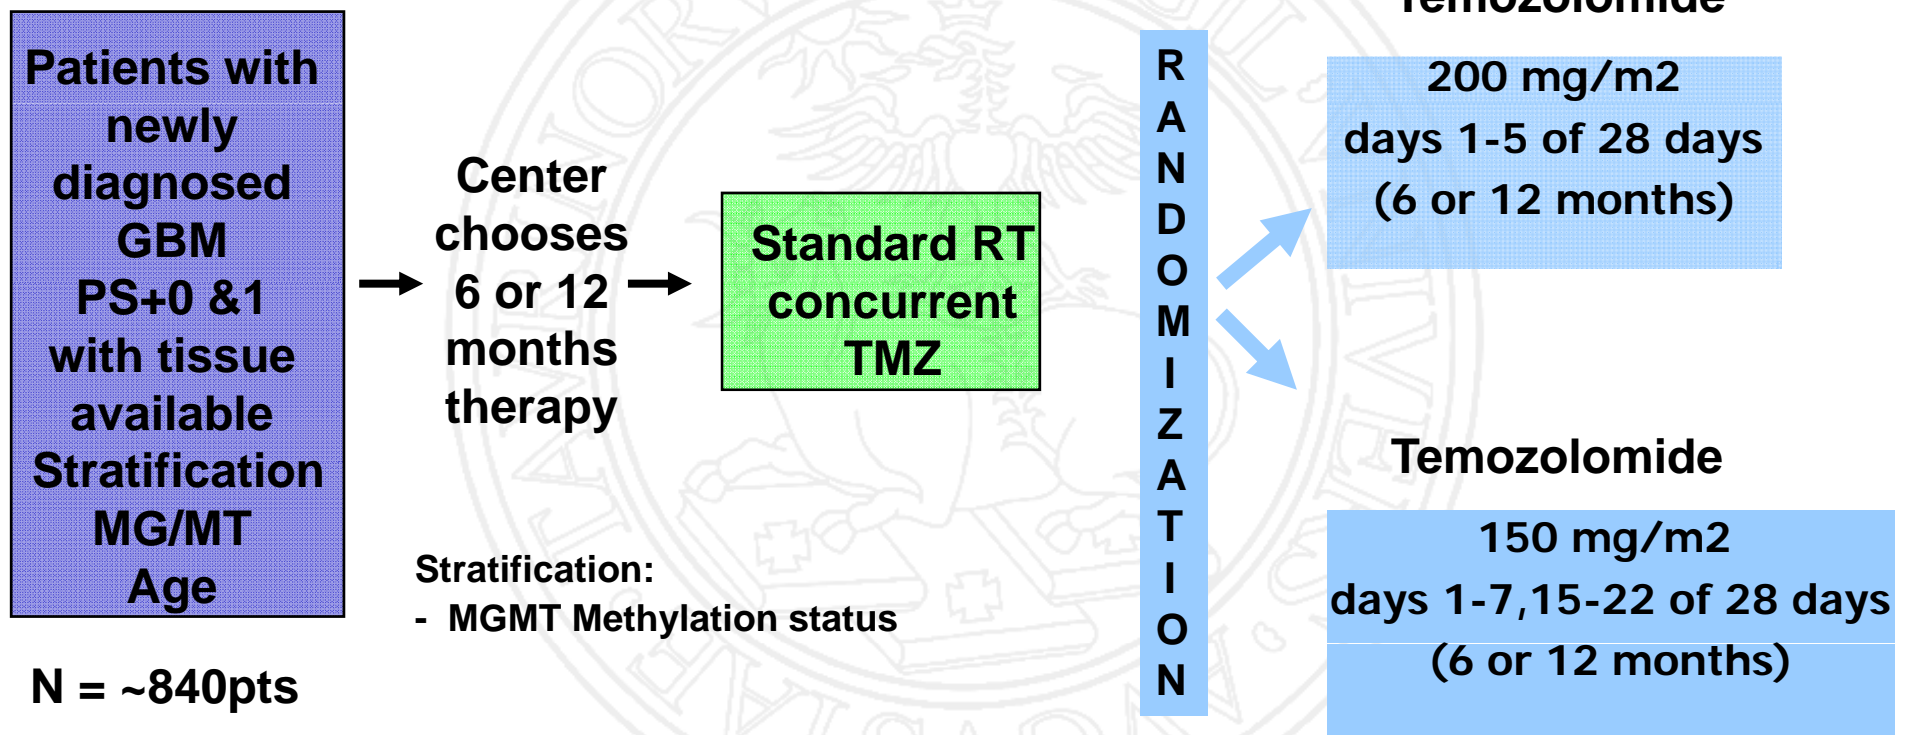 Patients with
newly
diagnosed
GBM
PS+0 &1
with tissue
available
Stratification
MG/MT
Age
N = ~840pts
Center
chooses
6 or 12
months
therapy
Stratification:
- MGMT Methylation status
Standard RT
concurrent
TMZ
R
A
N
D
O
M
I
Z
A
T
I
O
N
Temozolomide
200 mg/m2
days 1-5 of 28 days
(6 or 12 months)
Temozolomide
150 mg/m2
days 1-7,15-22 of 28 days
(6 or 12 months)